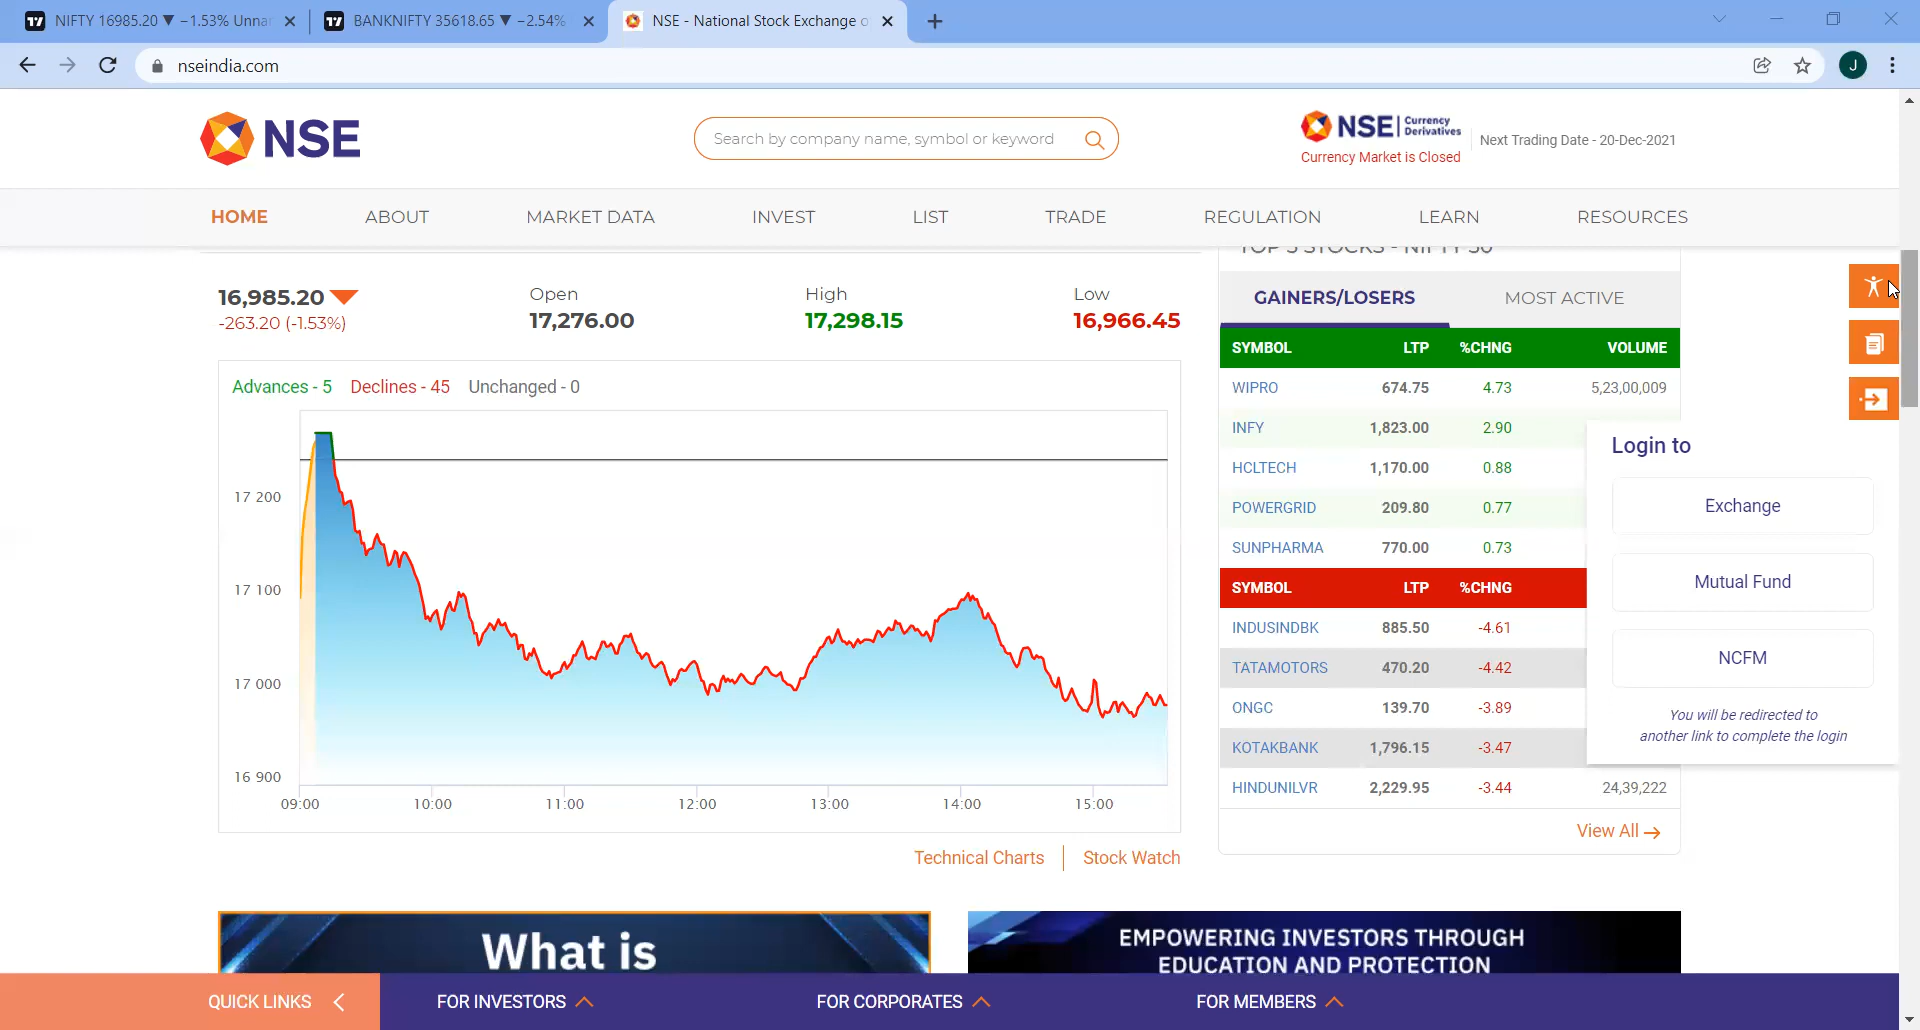 NIFTY 16985.20 ▼ −1.53% Unnar
BANKNIFTY 35618.65 ▼ −2.54%
NSE - National Stock Exchange o
nseindia.com
J
NSE
Search by company name, symbol or keyword
NSE | Currency Derivatives
Currency Market is Closed
Next Trading Date - 20-Dec-2021
HOME ABOUT MARKET DATA INVEST LIST TRADE REGULATION LEARN RESOURCES
TOP 5 STOCKS - NIFTY 50
16,985.20
-263.20 (-1.53%)
Open
17,276.00
High
17,298.15
Low
16,966.45
Advances - 5 Declines - 45 Unchanged - 0
17 200
17 100
17 000
16 900
09:00 10:00 11:00 12:00 13:00 14:00 15:00
Technical Charts | Stock Watch
GAINERS/LOSERS MOST ACTIVE
SYMBOL LTP %CHNG VOLUME
WIPRO 674.75 4.73 5,23,00,009
INFY 1,823.00 2.90
HCLTECH 1,170.00 0.88
POWERGRID 209.80 0.77
SUNPHARMA 770.00 0.73
SYMBOL LTP %CHNG
INDUSINDBK 885.50 -4.61
TATAMOTORS 470.20 -4.42
ONGC 139.70 -3.89
KOTAKBANK 1,796.15 -3.47
HINDUNILVR 2,229.95 -3.44 24,39,222
View All →
Login to
Exchange
Mutual Fund
NCFM
You will be redirected to
another link to complete the login
What is
EMPOWERING INVESTORS THROUGH
EDUCATION AND PROTECTION
QUICK LINKS FOR INVESTORS FOR CORPORATES FOR MEMBERS